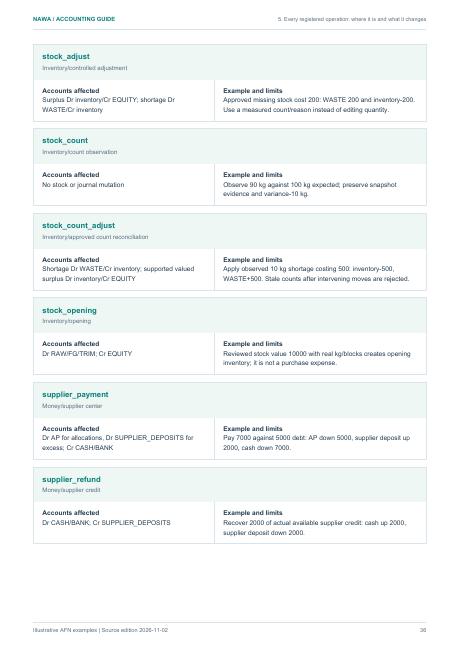 NAWA / ACCOUNTING GUIDE
5. Every registered operation: where it is and what it changes
stock_adjust
Inventory/controlled adjustment
Accounts affected
Surplus Dr inventory/Cr EQUITY; shortage Dr
WASTE/Cr inventory
Example and limits
Approved missing stock cost 200: WASTE 200 and inventory-200.
Use a measured count/reason instead of editing quantity.
stock_count
Inventory/count observation
Accounts affected
No stock or journal mutation
Example and limits
Observe 90 kg against 100 kg expected; preserve snapshot
evidence and variance-10 kg.
stock_count_adjust
Inventory/approved count reconciliation
Accounts affected
Shortage Dr WASTE/Cr inventory; supported valued
surplus Dr inventory/Cr EQUITY
Example and limits
Apply observed 10 kg shortage costing 500: inventory-500,
WASTE+500. Stale counts after intervening moves are rejected.
stock_opening
Inventory/opening
Accounts affected
Dr RAW/FG/TRIM; Cr EQUITY
Example and limits
Reviewed stock value 10000 with real kg/blocks creates opening
inventory; it is not a purchase expense.
supplier_payment
Money/supplier center
Accounts affected
Dr AP for allocations, Dr SUPPLIER_DEPOSITS for
excess; Cr CASH/BANK
Example and limits
Pay 7000 against 5000 debt: AP down 5000, supplier deposit up
2000, cash down 7000.
supplier_refund
Money/supplier credit
Accounts affected
Dr CASH/BANK; Cr SUPPLIER_DEPOSITS
Example and limits
Recover 2000 of actual available supplier credit: cash up 2000,
supplier deposit down 2000.
Illustrative AFN examples | Source edition 2026-11-02
36